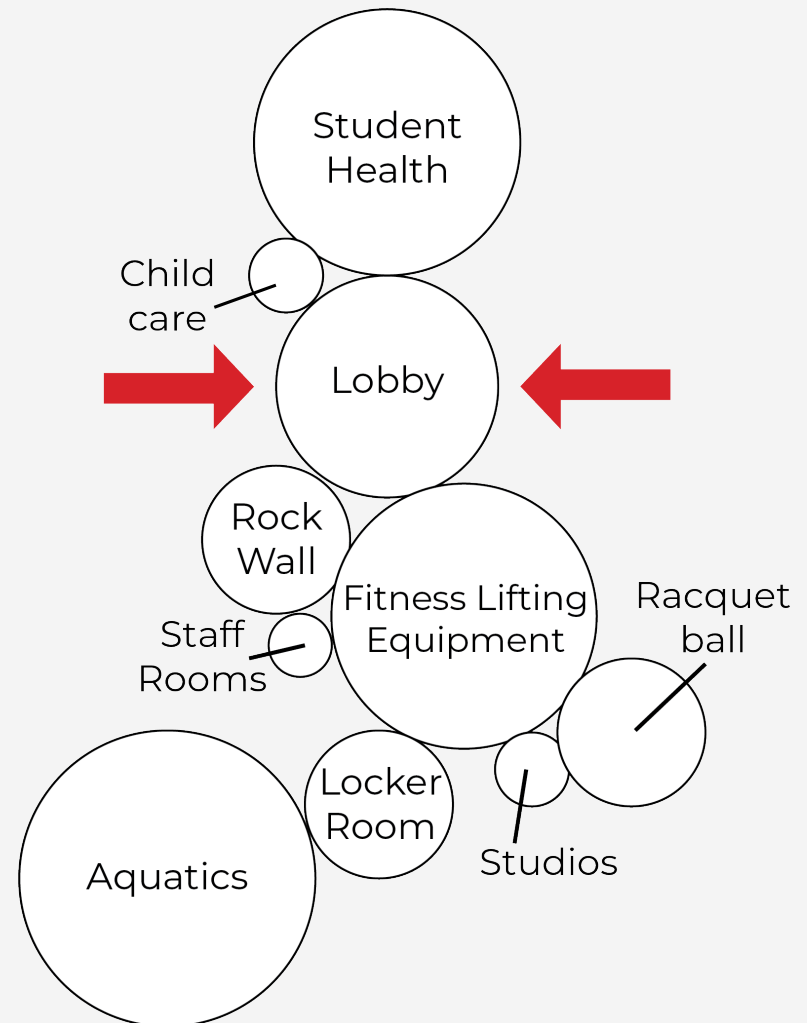 Student
Health
Child
care
Lobby
Rock
Wall
Fitness Lifting
Equipment
Racquet
ball
Staff
Rooms
Locker
Room
Studios
Aquatics